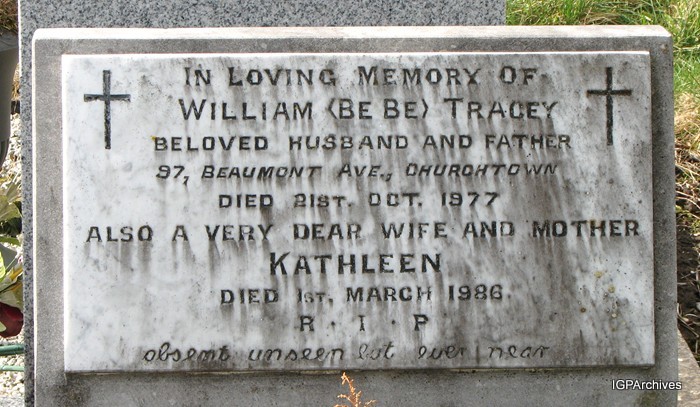 IN LOVING MEMORY OF
WILLIAM (BE BE) TRACEY
BELOVED HUSBAND AND FATHER
97, BEAUMONT AVE., CHURCHTOWN
DIED 21ST. OCT. 1977
ALSO A VERY DEAR WIFE AND MOTHER
KATHLEEN
DIED 1ST, MARCH 1986
R · I · P
absent unseen but ever near
IGPArchives